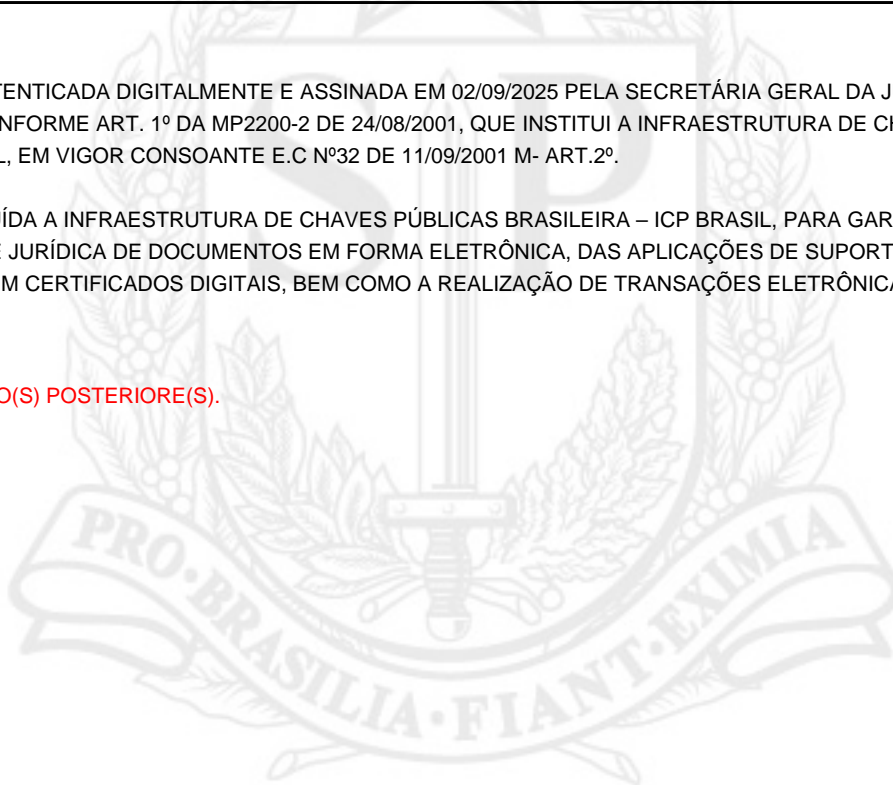 TENTICADA DIGITALMENTE E ASSINADA EM 02/09/2025 PELA SECRETÁRIA GERAL DA J
NFORME ART. 1º DA MP2200-2 DE 24/08/2001, QUE INSTITUI A INFRAESTRUTURA DE CH
L, EM VIGOR CONSOANTE E.C Nº32 DE 11/09/2001 M- ART.2º.
ÍDA A INFRAESTRUTURA DE CHAVES PÚBLICAS BRASILEIRA – ICP BRASIL, PARA GAR
E JURÍDICA DE DOCUMENTOS EM FORMA ELETRÔNICA, DAS APLICAÇÕES DE SUPORT
M CERTIFICADOS DIGITAIS, BEM COMO A REALIZAÇÃO DE TRANSAÇÕES ELETRÔNICA
O(S) POSTERIORE(S).
SP
PRO·BRASILIA·FIANT·EXIMIA